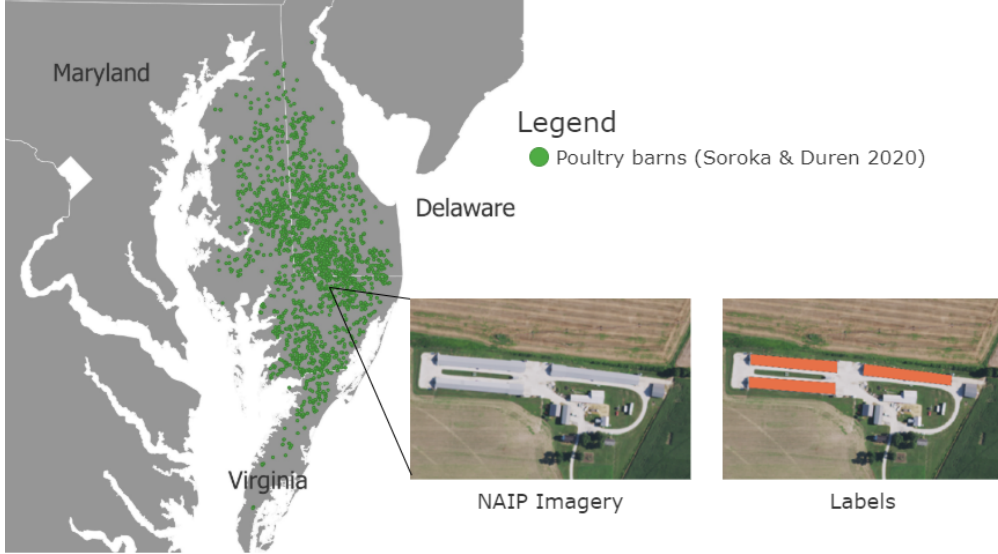 Maryland
Legend
Poultry barns (Soroka & Duren 2020)
Delaware
Virginia
NAIP Imagery
Labels